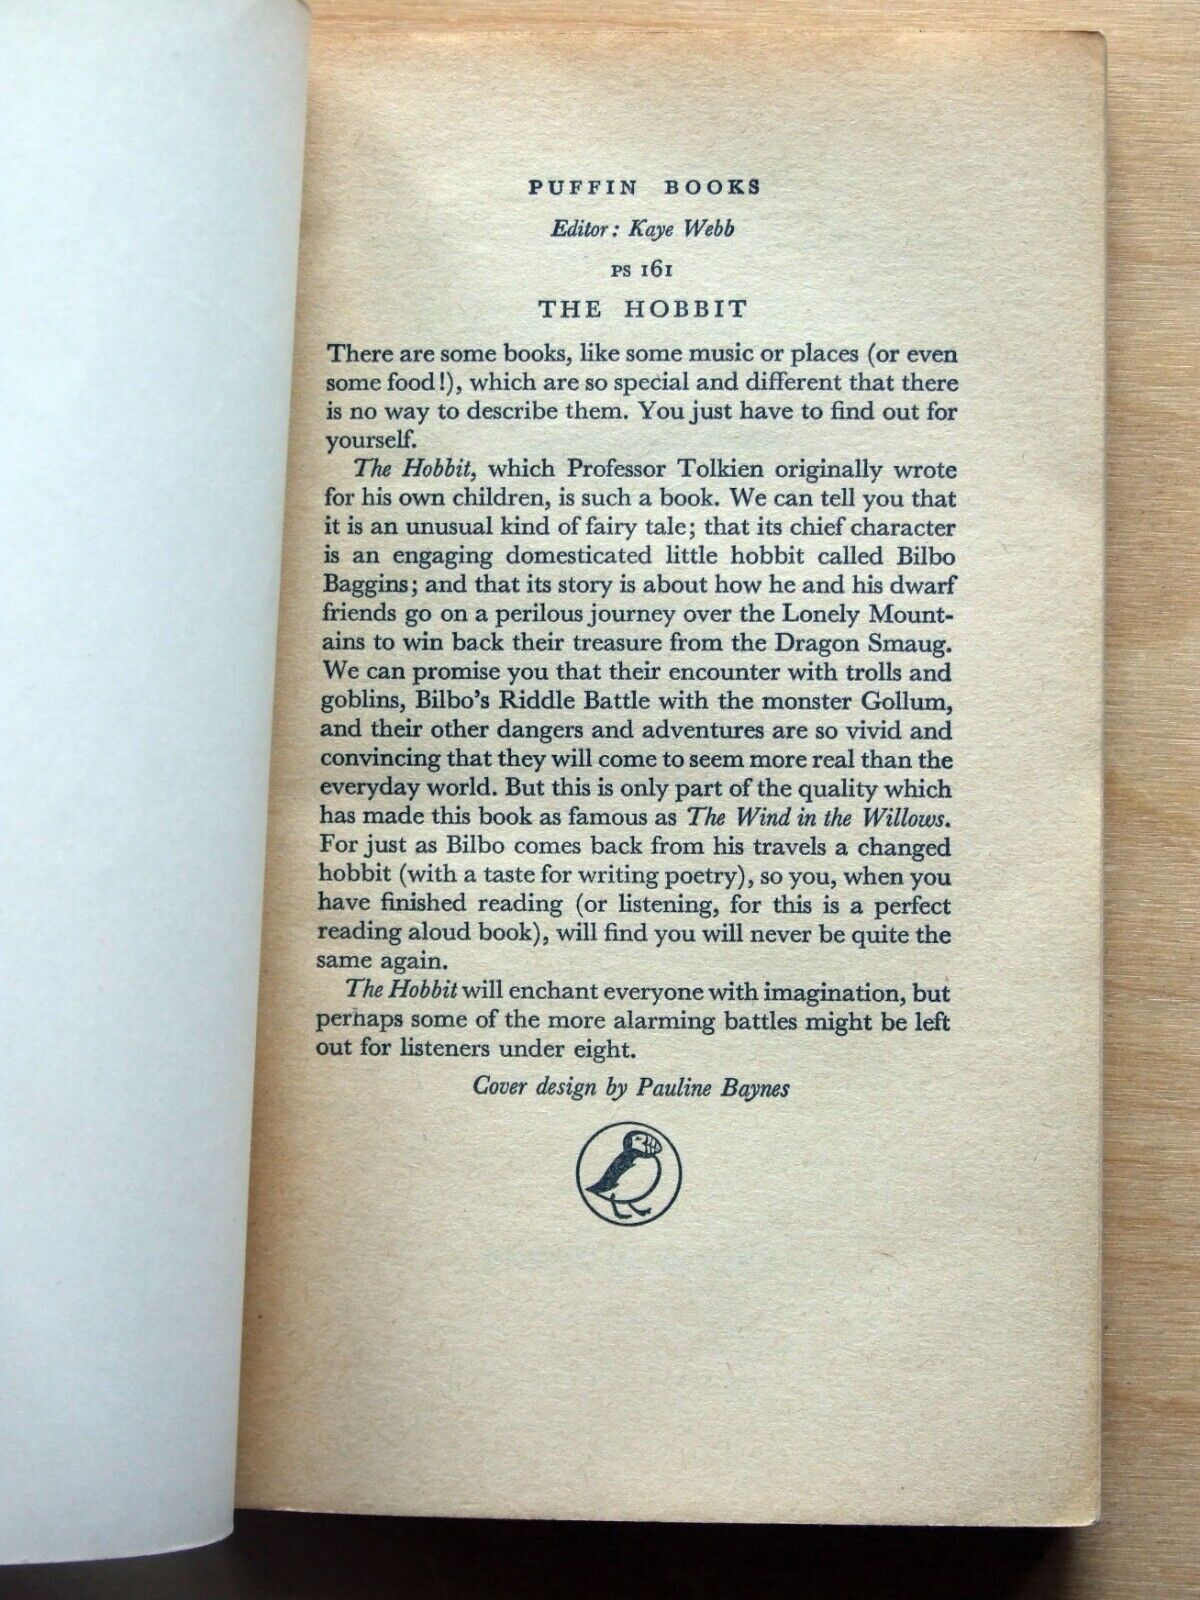 PUFFIN BOOKS
Editor: Kaye Webb
PS 161
THE HOBBIT
There are some books, like some music or places (or even
some food!), which are so special and different that there
is no way to describe them. You just have to find out for
yourself.
The Hobbit, which Professor Tolkien originally wrote
for his own children, is such a book. We can tell you that
it is an unusual kind of fairy tale; that its chief character
is an engaging domesticated little hobbit called Bilbo
Baggins; and that its story is about how he and his dwarf
friends go on a perilous journey over the Lonely Mount-
ains to win back their treasure from the Dragon Smaug.
We can promise you that their encounter with trolls and
goblins, Bilbo's Riddle Battle with the monster Gollum,
and their other dangers and adventures are so vivid and
convincing that they will come to seem more real than the
everyday world. But this is only part of the quality which
has made this book as famous as The Wind in the Willows.
For just as Bilbo comes back from his travels a changed
hobbit (with a taste for writing poetry), so you, when you
have finished reading (or listening, for this is a perfect
reading aloud book), will find you will never be quite the
same again.
The Hobbit will enchant everyone with imagination, but
perhaps some of the more alarming battles might be left
out for listeners under eight.
Cover design by Pauline Baynes